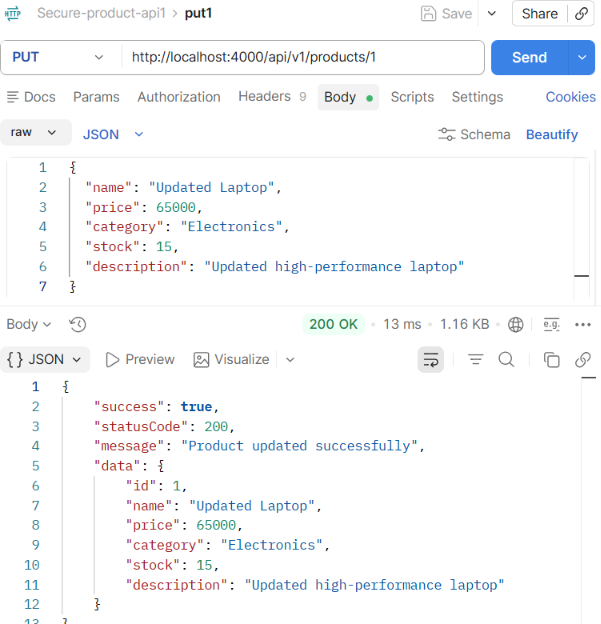 HTTP Secure-product-api1 > put1 Save Share
PUT http://localhost:4000/api/v1/products/1 Send
Docs Params Authorization Headers 9 Body Scripts Settings Cookies
raw JSON Schema Beautify
1 {
2 "name": "Updated Laptop",
3 "price": 65000,
4 "category": "Electronics",
5 "stock": 15,
6 "description": "Updated high-performance laptop"
7 }
Body 200 OK • 13 ms • 1.16 KB • e.g.
{} JSON Preview Visualize
1 {
2 "success": true,
3 "statusCode": 200,
4 "message": "Product updated successfully",
5 "data": {
6 "id": 1,
7 "name": "Updated Laptop",
8 "price": 65000,
9 "category": "Electronics",
10 "stock": 15,
11 "description": "Updated high-performance laptop"
12 }
13 }